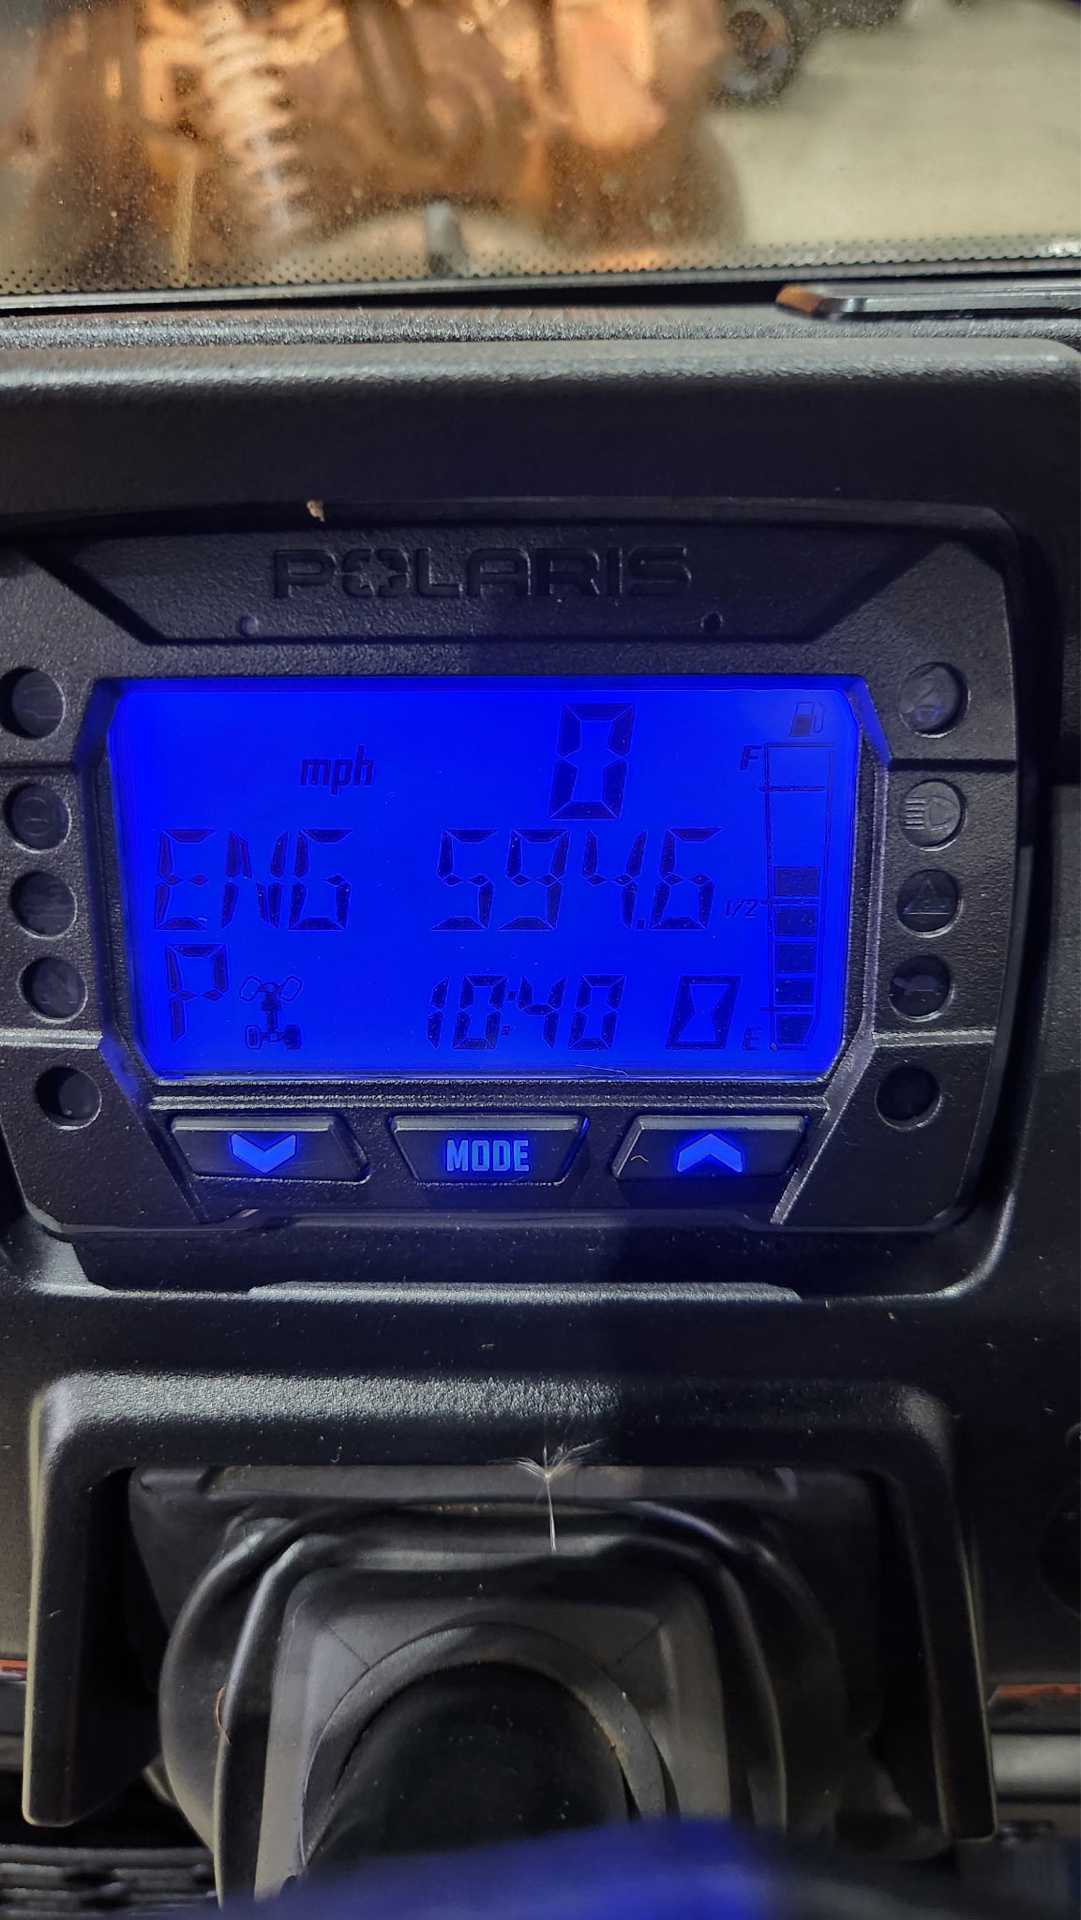 POLARIS
mph 0
F
ENG 594.6
1/2
P 10:40
E
MODE